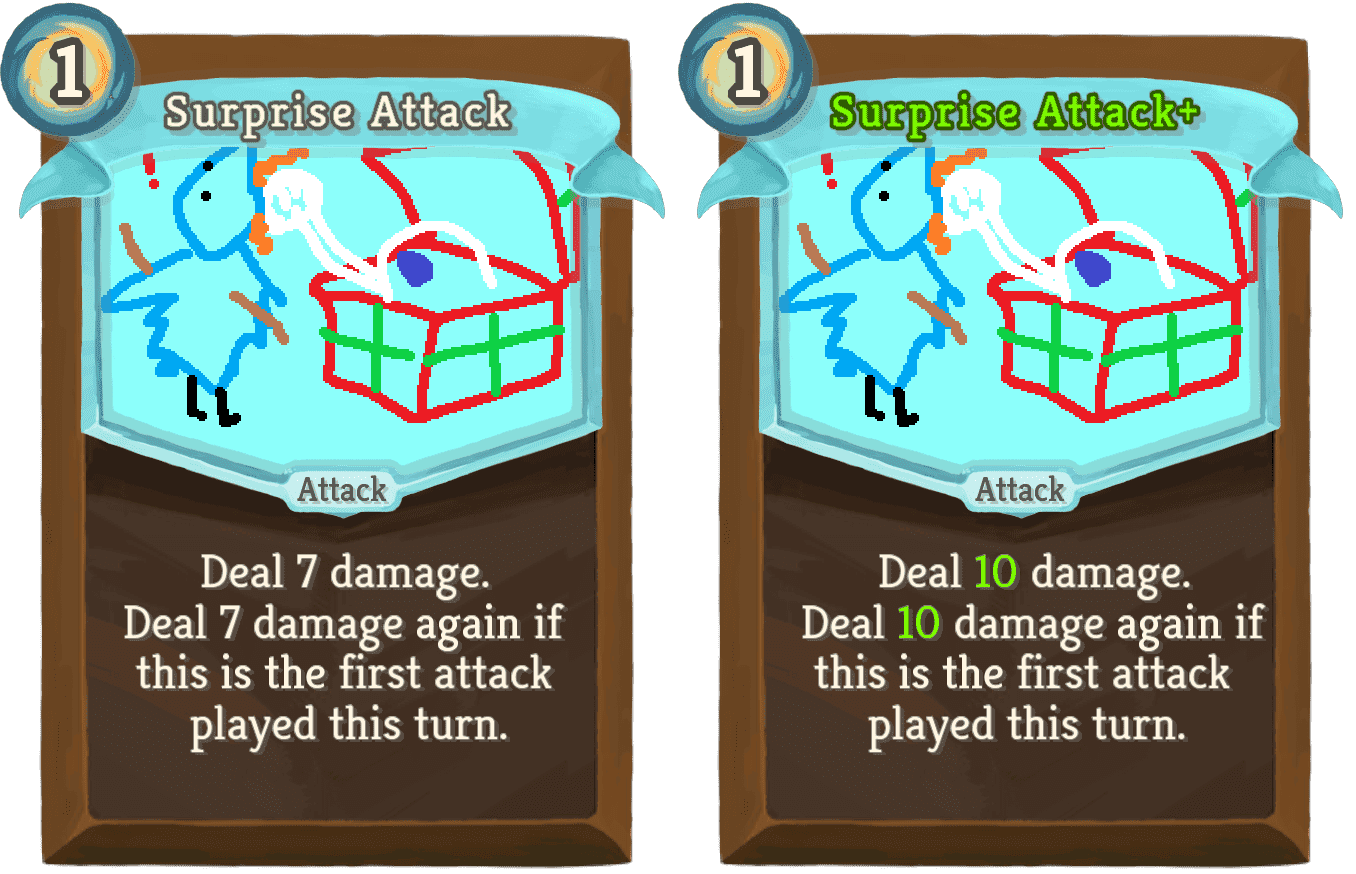 1
Surprise Attack
Attack
Deal 7 damage.
Deal 7 damage again if
this is the first attack
played this turn.
1
Surprise Attack+
Attack
Deal 10 damage.
Deal 10 damage again if
this is the first attack
played this turn.